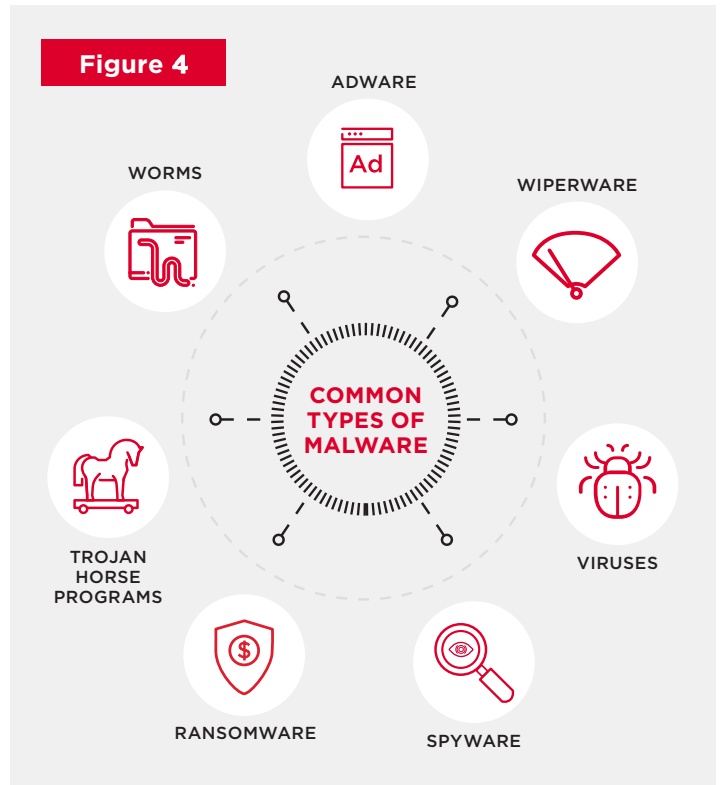 Figure 4
ADWARE
Ad
WORMS
WIPERWARE
COMMON
TYPES OF
MALWARE
TROJAN
HORSE
PROGRAMS
VIRUSES
$
RANSOMWARE
SPYWARE